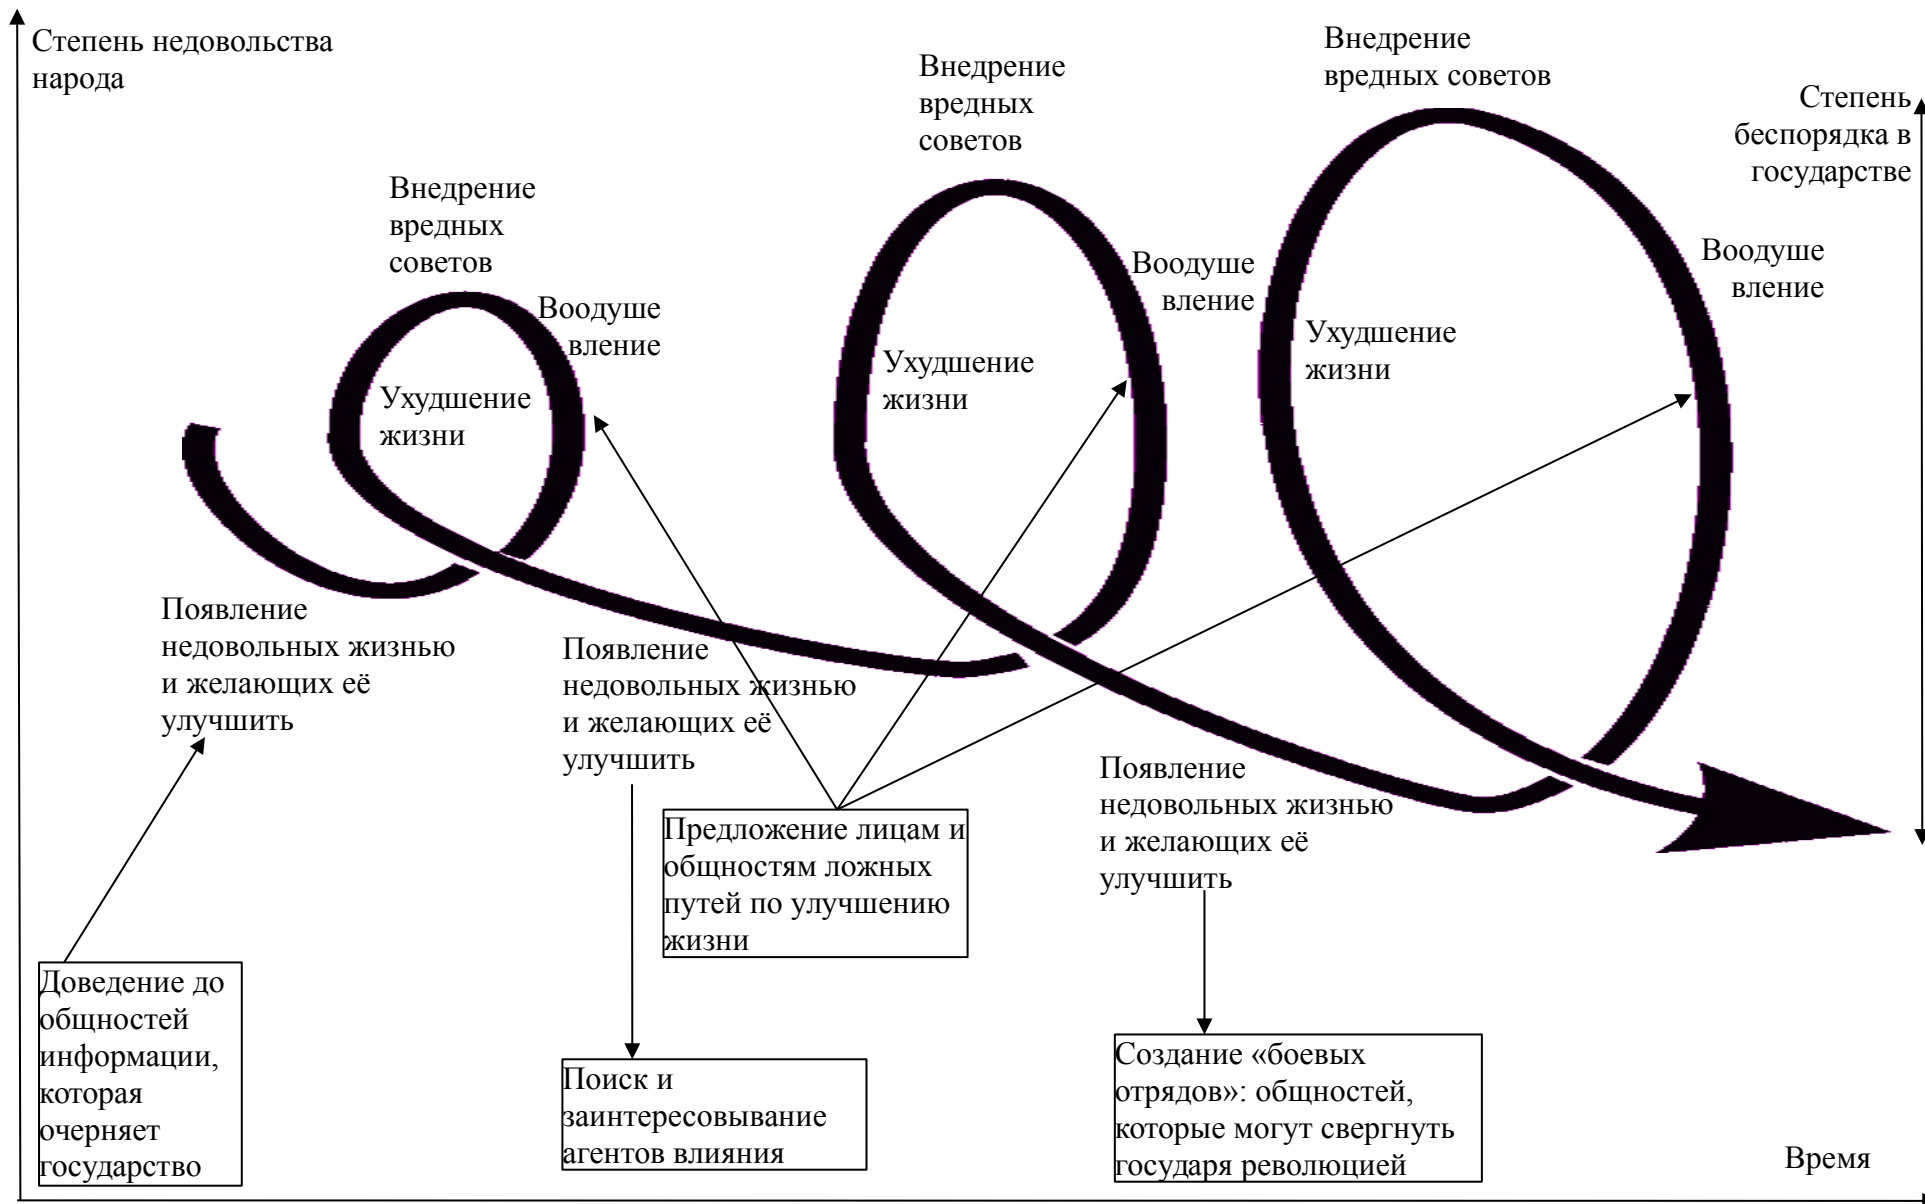 Степень недовольства
народа
Внедрение
вредных
советов
Воодуше
вление
Ухудшение
жизни
Внедрение
вредных
советов
Воодуше
вление
Ухудшение
жизни
Внедрение
вредных советов
Воодуше
вление
Ухудшение
жизни
Степень
беспорядка в
государстве
Появление
недовольных жизнью
и желающих её
улучшить
Появление
недовольных жизнью
и желающих её
улучшить
Появление
недовольных жизнью
и желающих её
улучшить
Предложение лицам и
общностям ложных
путей по улучшению
жизни
Доведение до
общностей
информации,
которая
очерняет
государство
Поиск и
заинтересовывание
агентов влияния
Создание «боевых
отрядов»: общностей,
которые могут свергнуть
государя революцией
Время